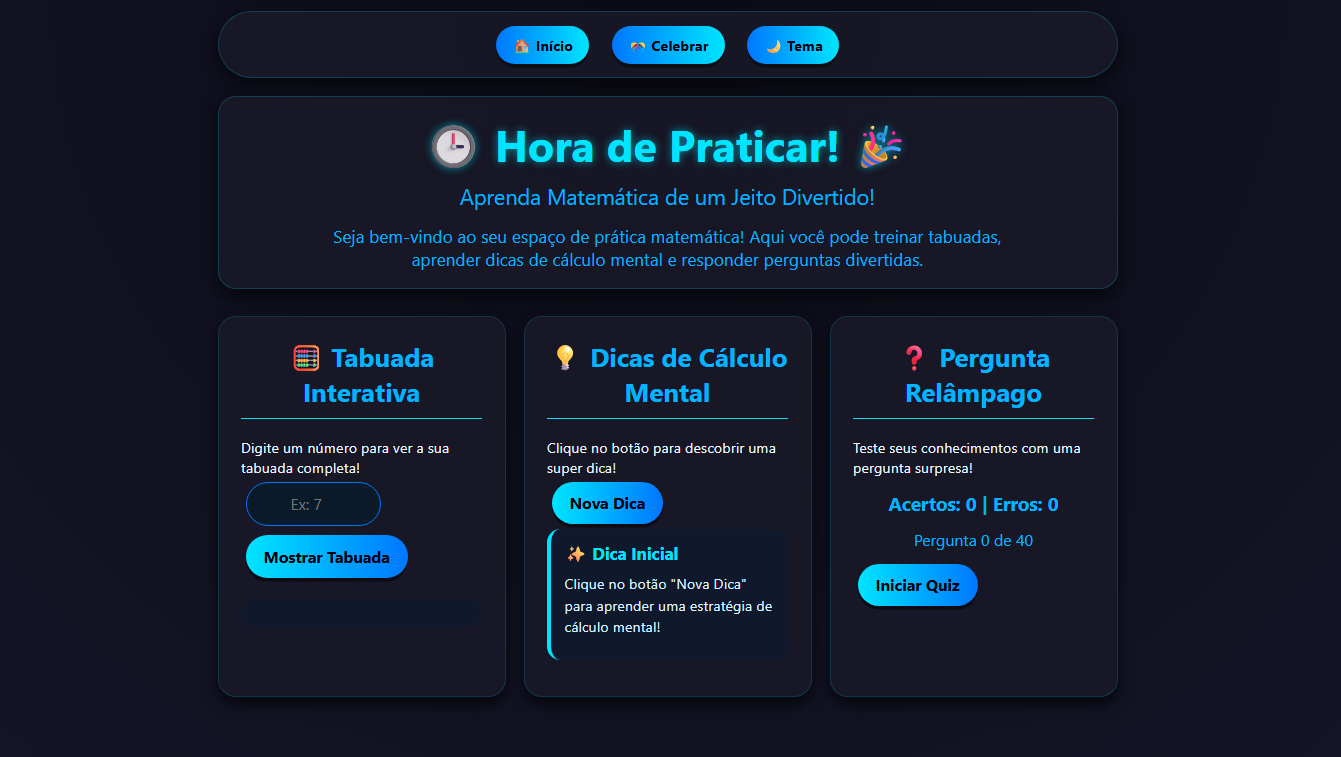 🏠 Início
🎊 Celebrar
🌙 Tema
🕒 Hora de Praticar! 🎉
Aprenda Matemática de um Jeito Divertido!
Seja bem-vindo ao seu espaço de prática matemática! Aqui você pode treinar tabuadas,
aprender dicas de cálculo mental e responder perguntas divertidas.
🧮 Tabuada
Interativa
Digite um número para ver a sua
tabuada completa!
Ex: 7
Mostrar Tabuada
💡 Dicas de Cálculo
Mental
Clique no botão para descobrir uma
super dica!
Nova Dica
✨ Dica Inicial
Clique no botão "Nova Dica"
para aprender uma estratégia de
cálculo mental!
❓ Pergunta
Relâmpago
Teste seus conhecimentos com uma
pergunta surpresa!
Acertos: 0 | Erros: 0
Pergunta 0 de 40
Iniciar Quiz